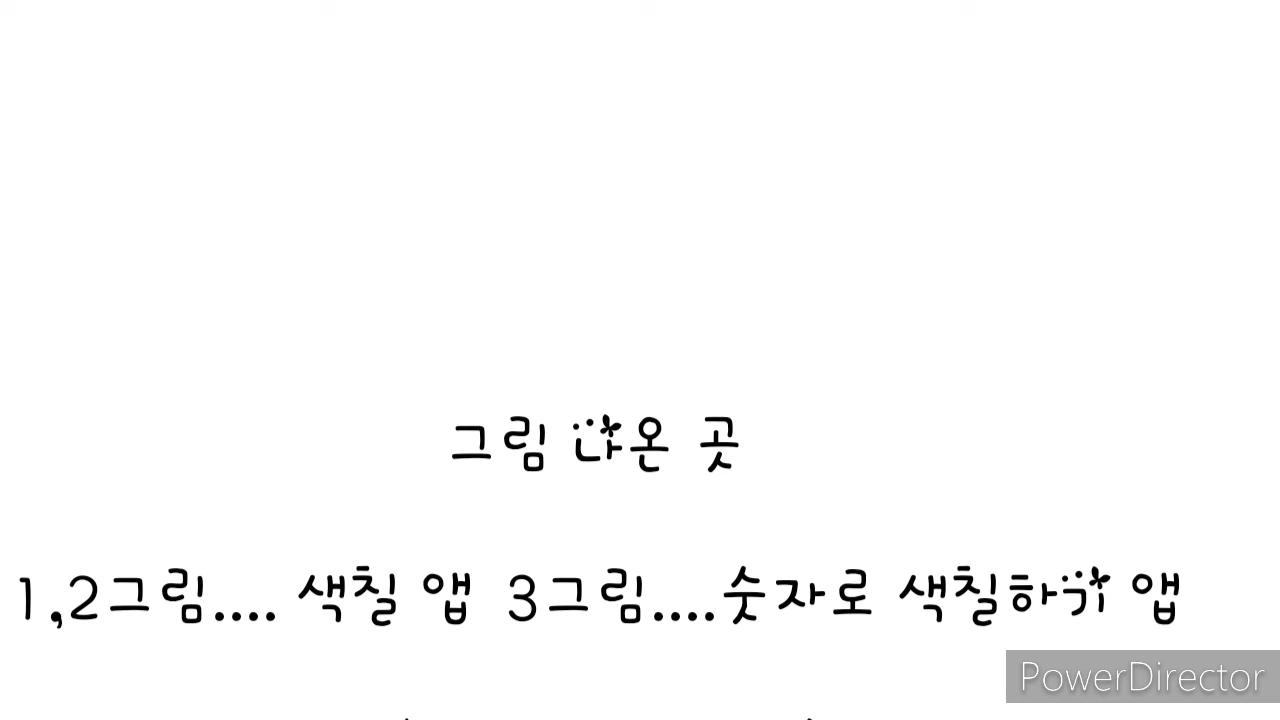 그림 나온 곳
1,2그림.... 색칠 앱 3그림....숫자로 색칠하기 앱
PowerDirector